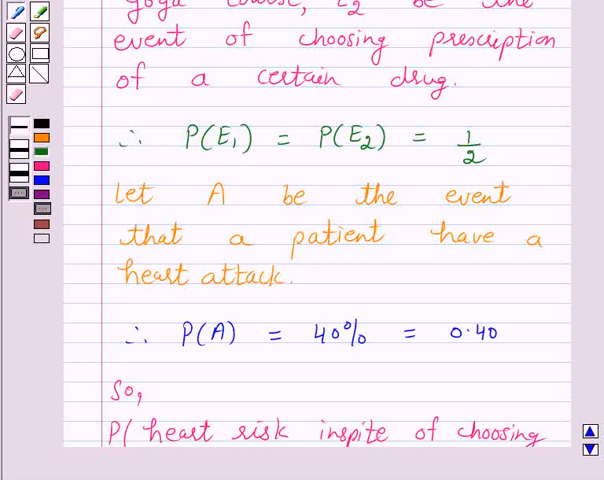 yoga course, E2 be the
event of choosing prescription
of a certain drug.
∴ P(E₁) = P(E₂) = 1/2
Let A be the event
that a patient have a
heart attack.
∴ P(A) = 40% = 0.40
So,
P( heart risk inspite of choosing